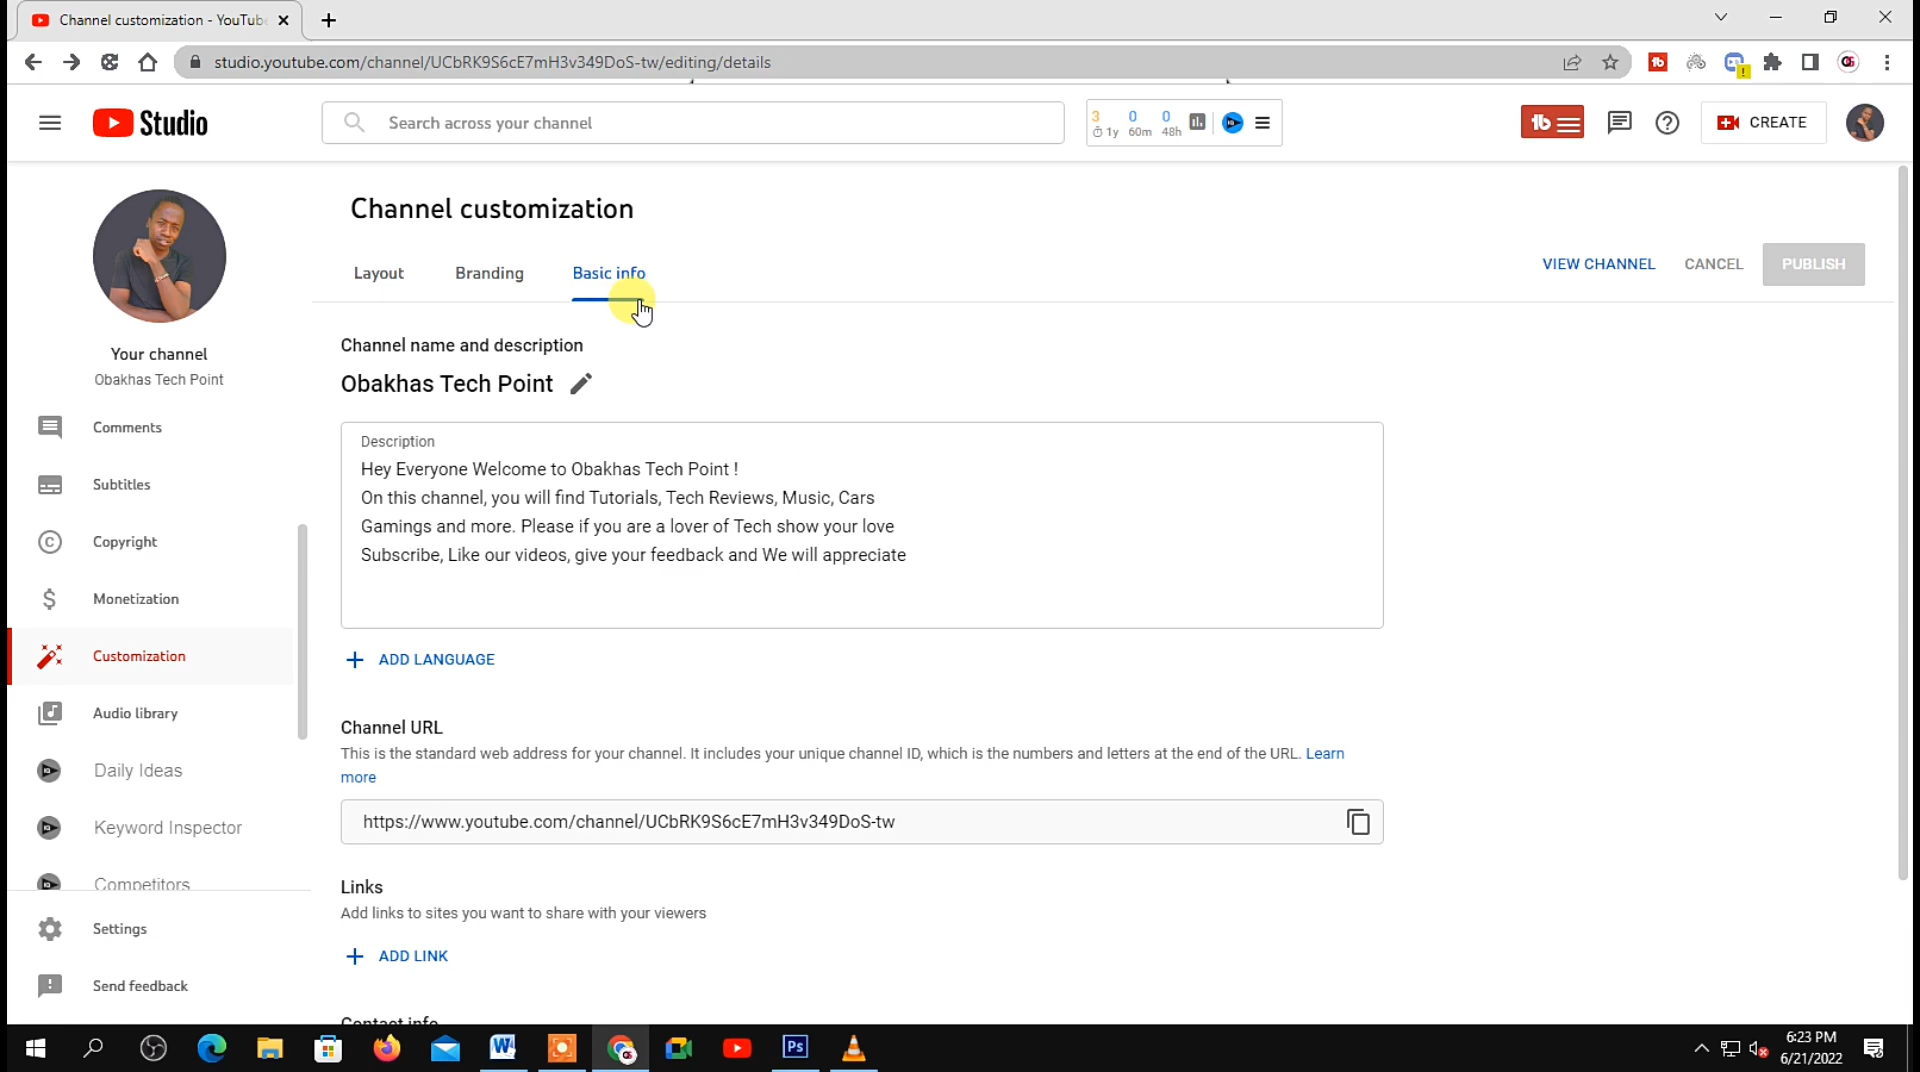 Channel customization - YouTub
studio.youtube.com/channel/UCbRK9S6cE7mH3v349DoS-tw/editing/details
Studio
Search across your channel
3 0 0
1y 60m 48h
CREATE
Channel customization
Layout Branding Basic info
VIEW CHANNEL CANCEL PUBLISH
Your channel
Obakhas Tech Point
Comments
Subtitles
Copyright
Monetization
Customization
Audio library
Daily Ideas
Keyword Inspector
Competitors
Settings
Send feedback
Channel name and description
Obakhas Tech Point
Description
Hey Everyone Welcome to Obakhas Tech Point !
On this channel, you will find Tutorials, Tech Reviews, Music, Cars
Gamings and more. Please if you are a lover of Tech show your love
Subscribe, Like our videos, give your feedback and We will appreciate
ADD LANGUAGE
Channel URL
This is the standard web address for your channel. It includes your unique channel ID, which is the numbers and letters at the end of the URL. Learn
more
https://www.youtube.com/channel/UCbRK9S6cE7mH3v349DoS-tw
Links
Add links to sites you want to share with your viewers
ADD LINK
Contact info
6:23 PM
6/21/2022